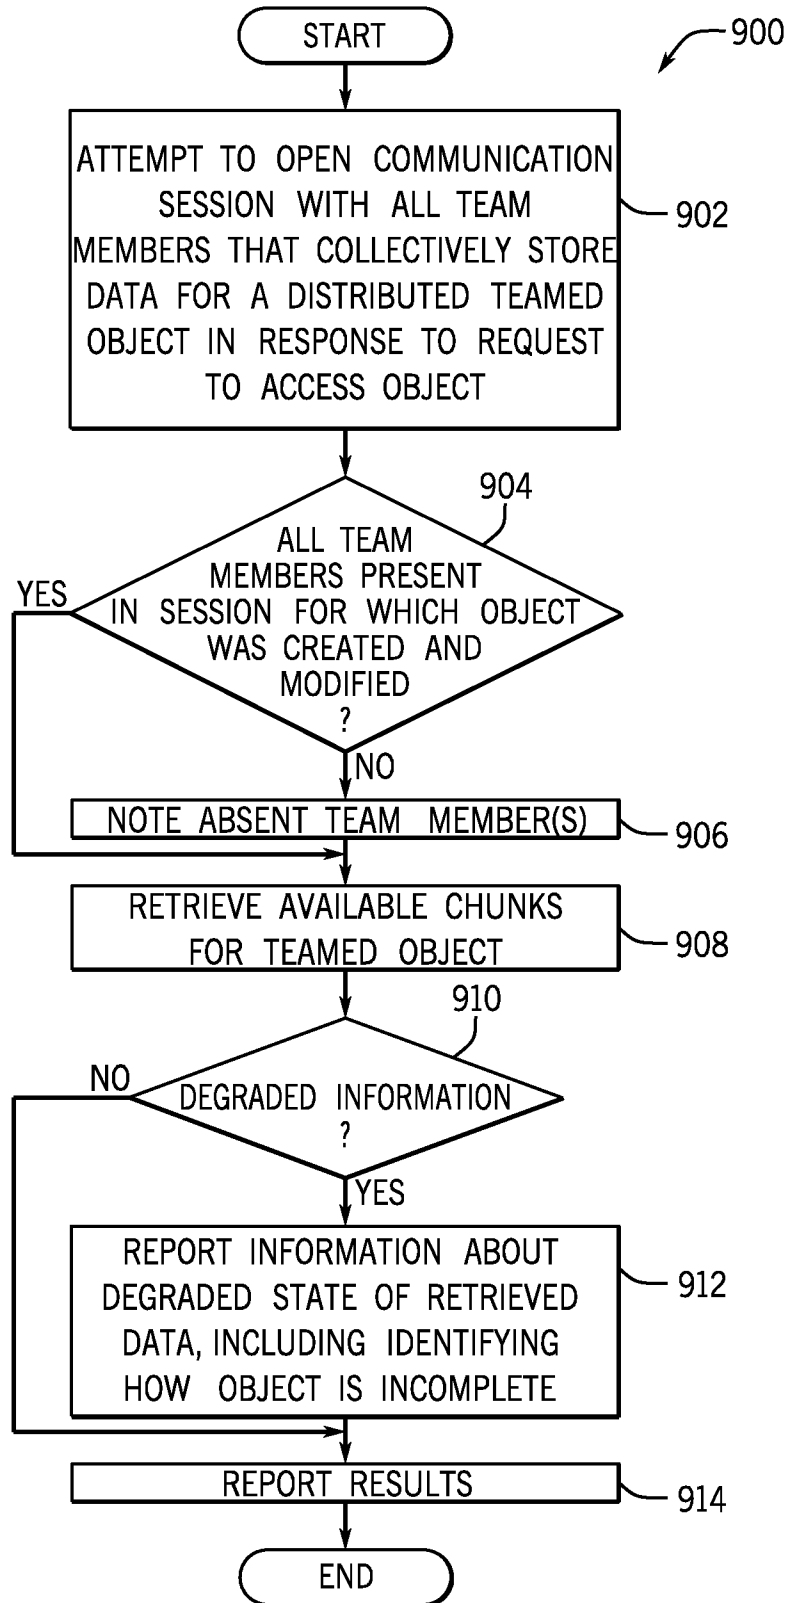 START
900
ATTEMPT TO OPEN COMMUNICATION
SESSION WITH ALL TEAM
MEMBERS THAT COLLECTIVELY STORE
DATA FOR A DISTRIBUTED TEAMED
OBJECT IN RESPONSE TO REQUEST
TO ACCESS OBJECT
902
904
ALL TEAM
MEMBERS PRESENT
IN SESSION FOR WHICH OBJECT
WAS CREATED AND
MODIFIED
?
YES
NO
NOTE ABSENT TEAM MEMBER(S)
906
RETRIEVE AVAILABLE CHUNKS
FOR TEAMED OBJECT
908
910
NO
DEGRADED INFORMATION
?
YES
REPORT INFORMATION ABOUT
DEGRADED STATE OF RETRIEVED
DATA, INCLUDING IDENTIFYING
HOW OBJECT IS INCOMPLETE
912
REPORT RESULTS
914
END